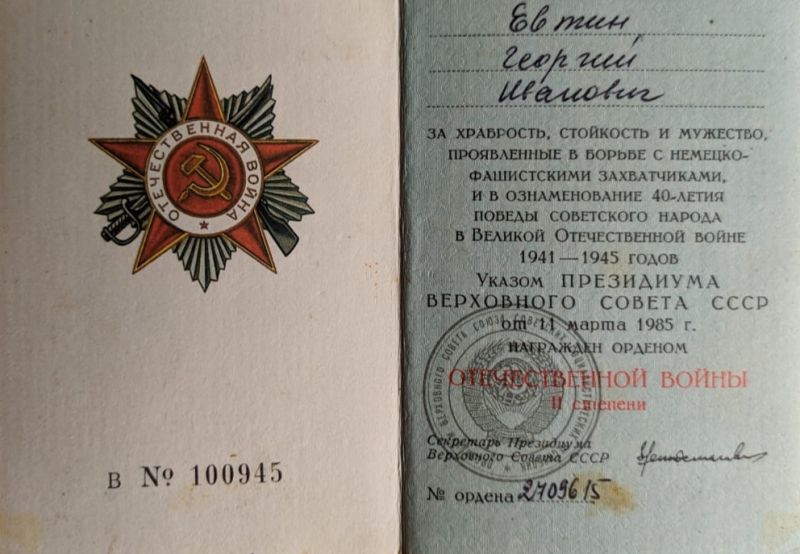 ОТЕЧЕСТВЕННАЯ ВОЙНА
В № 100945
Евтин
Георгий
Иванович
ЗА ХРАБРОСТЬ, СТОЙКОСТЬ И МУЖЕСТВО,
ПРОЯВЛЕННЫЕ В БОРЬБЕ С НЕМЕЦКО-
ФАШИСТСКИМИ ЗАХВАТЧИКАМИ,
И В ОЗНАМЕНОВАНИЕ 40-ЛЕТИЯ
ПОБЕДЫ СОВЕТСКОГО НАРОДА
В ВЕЛИКОЙ ОТЕЧЕСТВЕННОЙ ВОЙНЕ
1941—1945 ГОДОВ
УКАЗОМ ПРЕЗИДИУМА
ВЕРХОВНОГО СОВЕТА СССР
от 11 марта 1985 г.
НАГРАЖДЕН ОРДЕНОМ
ОТЕЧЕСТВЕННОЙ ВОЙНЫ
II степени
Секретарь Президиума
Верховного Совета СССР
№ ордена 2709615